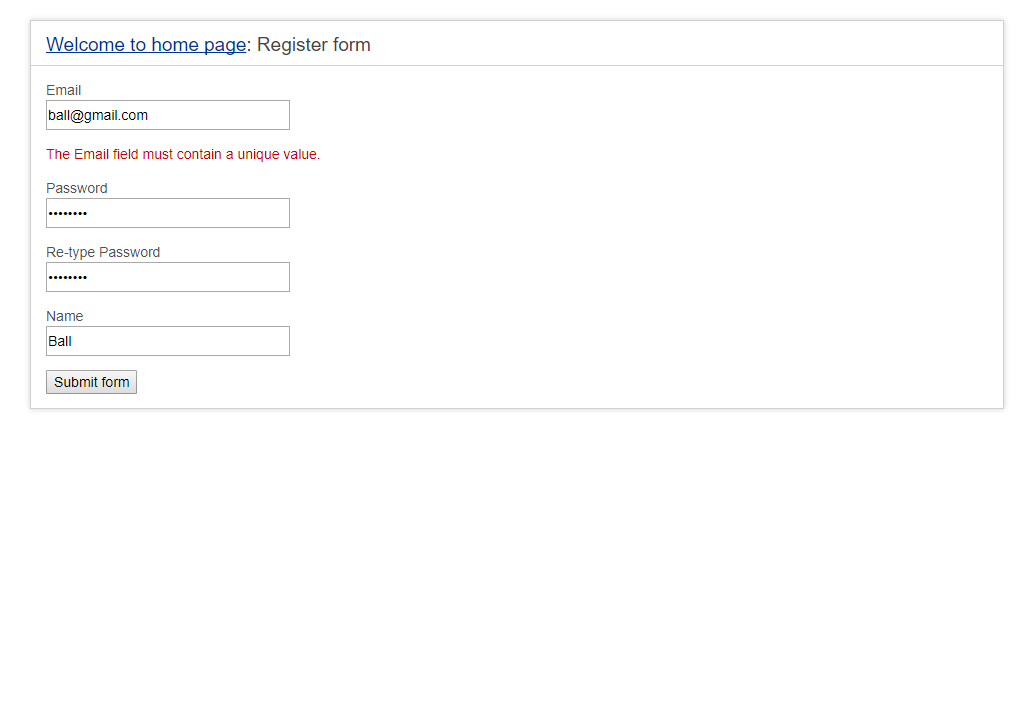 Welcome to home page: Register form
Email
ball@gmail.com
The Email field must contain a unique value.
Password
••••••••
Re-type Password
••••••••
Name
Ball
Submit form